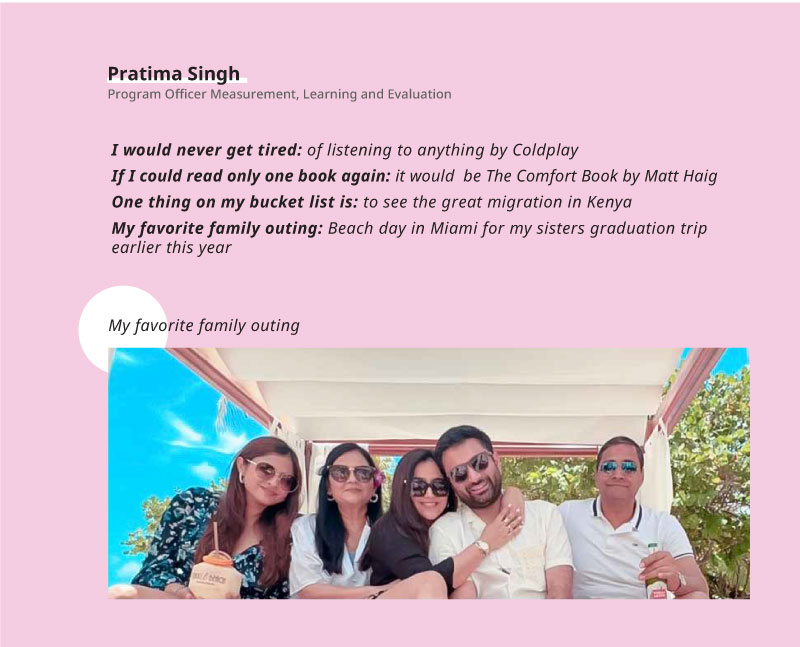 Pratima Singh
Program Officer Measurement, Learning and Evaluation
I would never get tired: of listening to anything by Coldplay
If I could read only one book again: it would  be The Comfort Book by Matt Haig
One thing on my bucket list is: to see the great migration in Kenya
My favorite family outing: Beach day in Miami for my sisters graduation trip
earlier this year
My favorite family outing